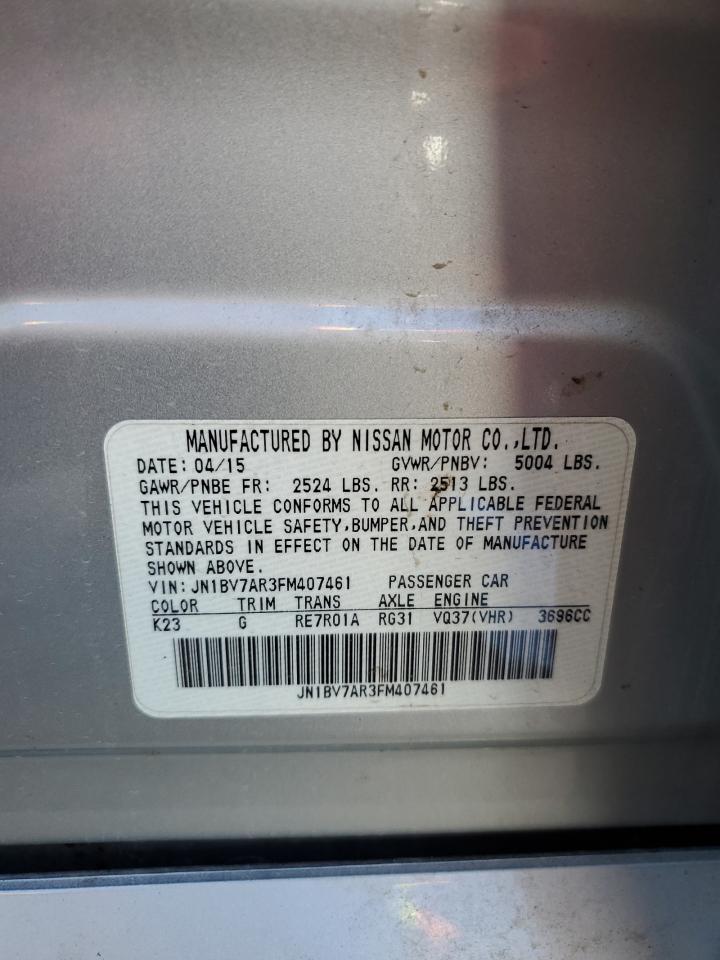 MANUFACTURED BY NISSAN MOTOR CO.,LTD.
DATE: 04/15 GVWR/PNBV: 5004 LBS.
GAWR/PNBE FR: 2524 LBS. RR: 2513 LBS.
THIS VEHICLE CONFORMS TO ALL APPLICABLE FEDERAL
MOTOR VEHICLE SAFETY,BUMPER,AND THEFT PREVENTION
STANDARDS IN EFFECT ON THE DATE OF MANUFACTURE
SHOWN ABOVE.
VIN: JN1BV7AR3FM407461 PASSENGER CAR
COLOR TRIM TRANS AXLE ENGINE
K23 G RE7R01A RG31 VQ37(VHR) 3696CC
JN1BV7AR3FM407461